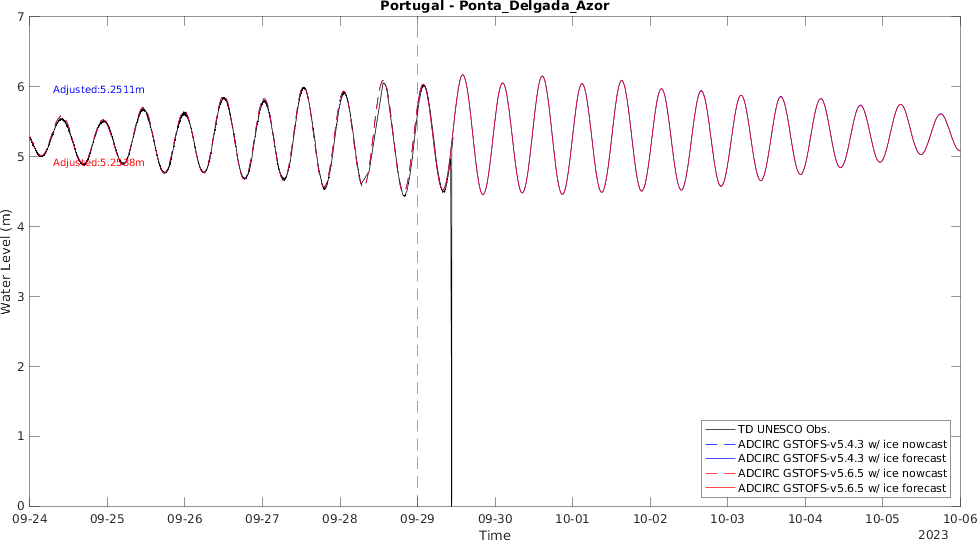 Portugal - Ponta_Delgada_Azor
7
6
5
4
3
2
1
0
Water Level (m)
Adjusted:5.2511m
Adjusted:5.2538m
TD UNESCO Obs.
ADCIRC GSTOFS-v5.4.3 w/ ice nowcast
ADCIRC GSTOFS-v5.4.3 w/ ice forecast
ADCIRC GSTOFS-v5.6.5 w/ ice nowcast
ADCIRC GSTOFS-v5.6.5 w/ ice forecast
09-24 09-25 09-26 09-27 09-28 09-29 09-30 10-01 10-02 10-03 10-04 10-05 10-06
Time
2023